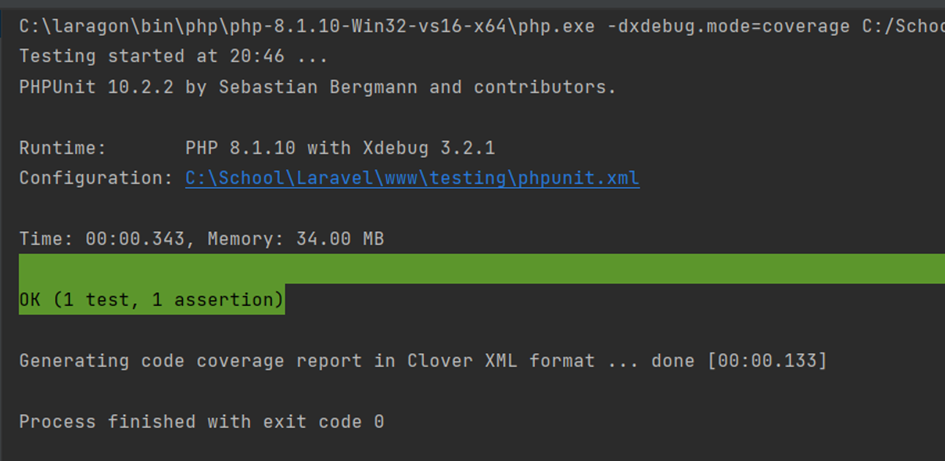 C:\laragon\bin\php\php-8.1.10-Win32-vs16-x64\php.exe -dxdebug.mode=coverage C:/Schoo
Testing started at 20:46 ...
PHPUnit 10.2.2 by Sebastian Bergmann and contributors.
Runtime:       PHP 8.1.10 with Xdebug 3.2.1
Configuration: C:\School\Laravel\www\testing\phpunit.xml
Time: 00:00.343, Memory: 34.00 MB
OK (1 test, 1 assertion)
Generating code coverage report in Clover XML format ... done [00:00.133]
Process finished with exit code 0